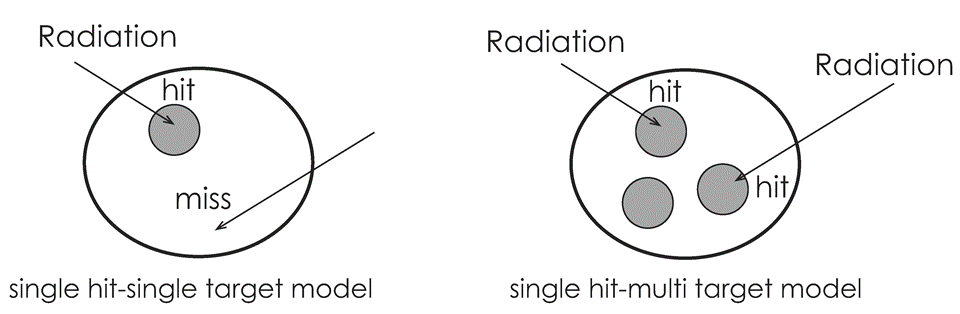 Radiation
hit
miss
single hit-single target model
Radiation
Radiation
hit
hit
single hit-multi target model